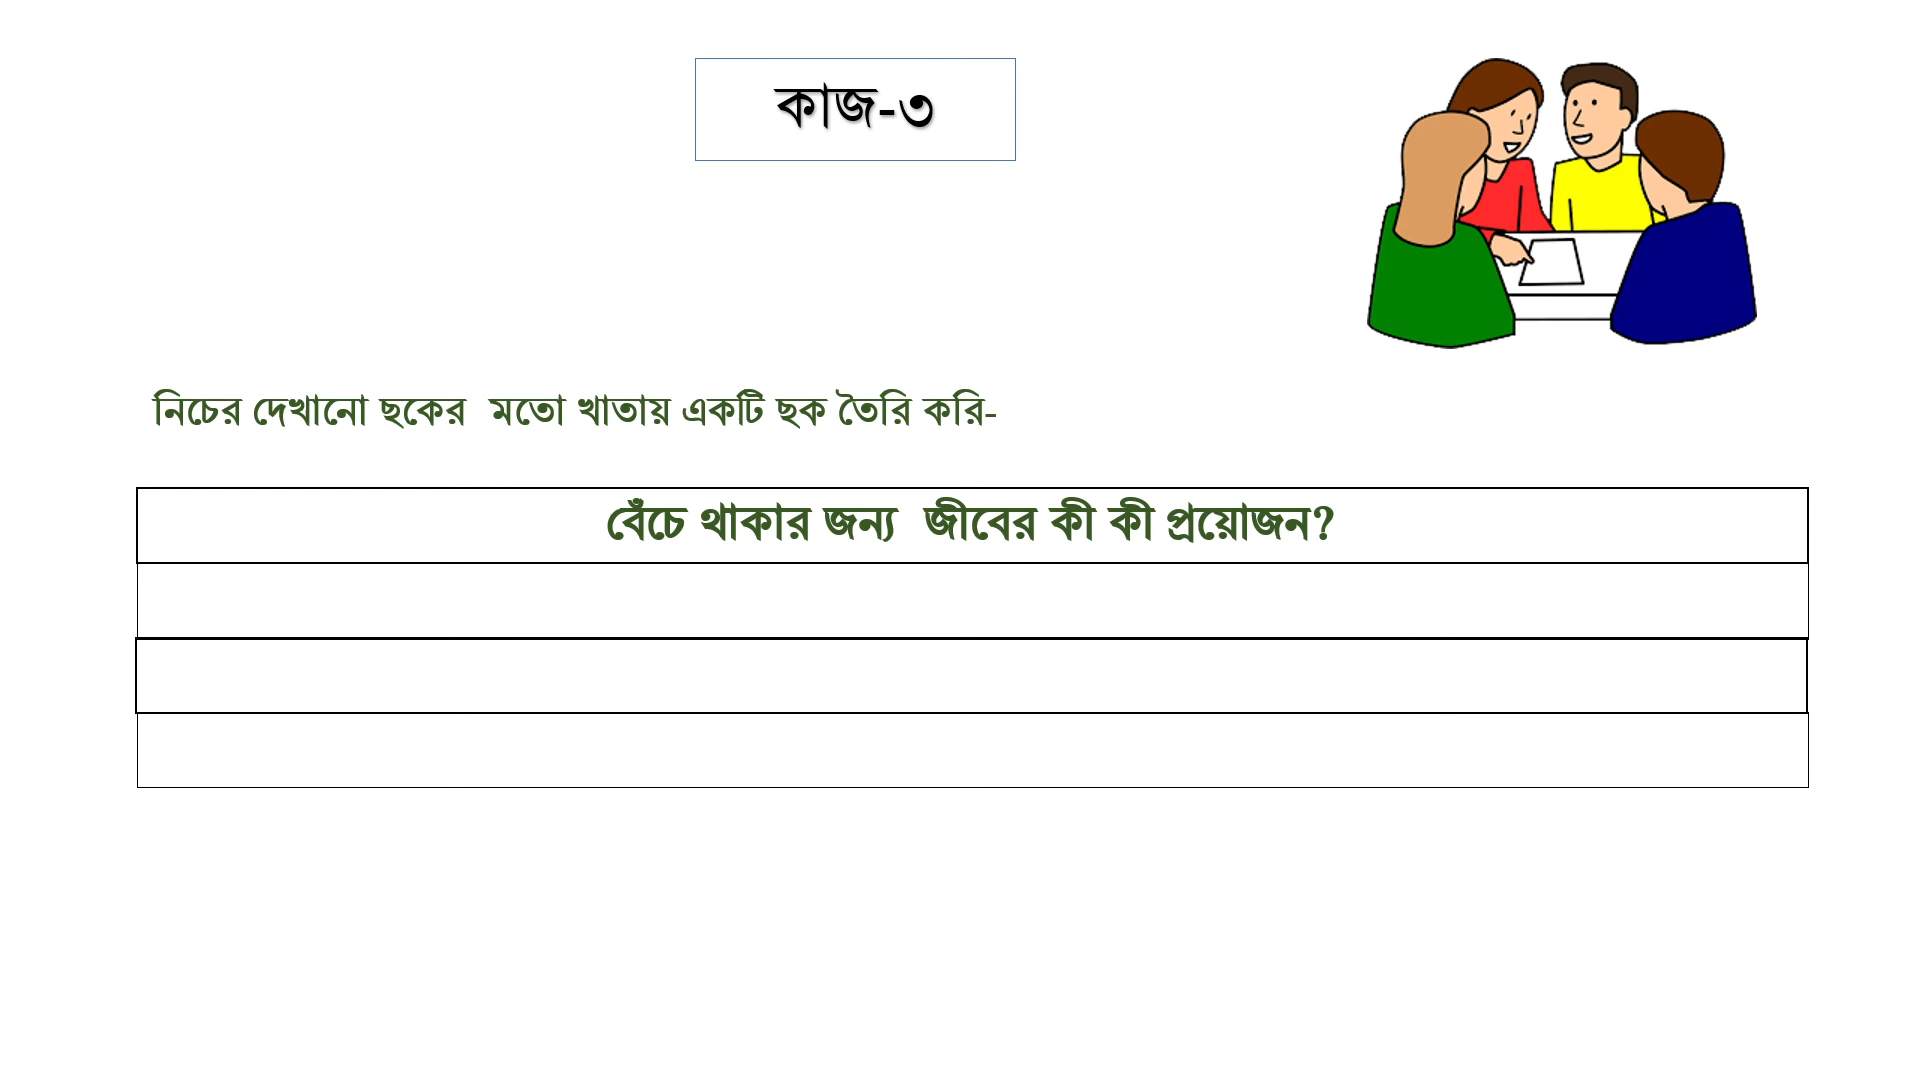 কাজ-৩
নিচের দেখানো ছকের মতো খাতায় একটি ছক তৈরি করি-
বেঁচে থাকার জন্য জীবের কী কী প্রয়োজন?